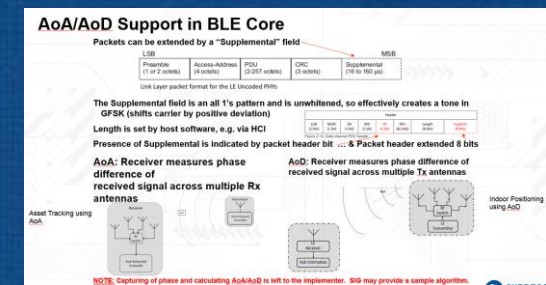 AoA/AoD Support in BLE Core
Packets can be extended by a "Supplemental" field
LSB MSB
Preamble (1 or 2 octets) Access-Address (4 octets) PDU (2-257 octets) CRC (3 octets) Supplemental (16 to 160 µs)
Link Layer packet format for the LE Uncoded PHYs
The Supplemental field is an all 1's pattern and is unwhitened, so effectively creates a tone in
GFSK (shifts carrier by positive deviation)
Length is set by host software, e.g. via HCI
Header
Presence of Supplemental is indicated by packet header bit ... & Packet header extended 8 bits
AoA: Receiver measures phase
difference of
received signal across multiple Rx
antennas
AoD: Receiver measures phase difference of
received signal across multiple Tx antennas
Asset Tracking using
AoA
Receiver
Transmitter
RF
Switch
LE
Transmitter
LE
Receiver
AoD Estimation
Indoor Positioning
using AoD
NOTE: Capturing of phase and calculating AoA/AoD is left to the implementer. SIG may provide a sample algorithm.